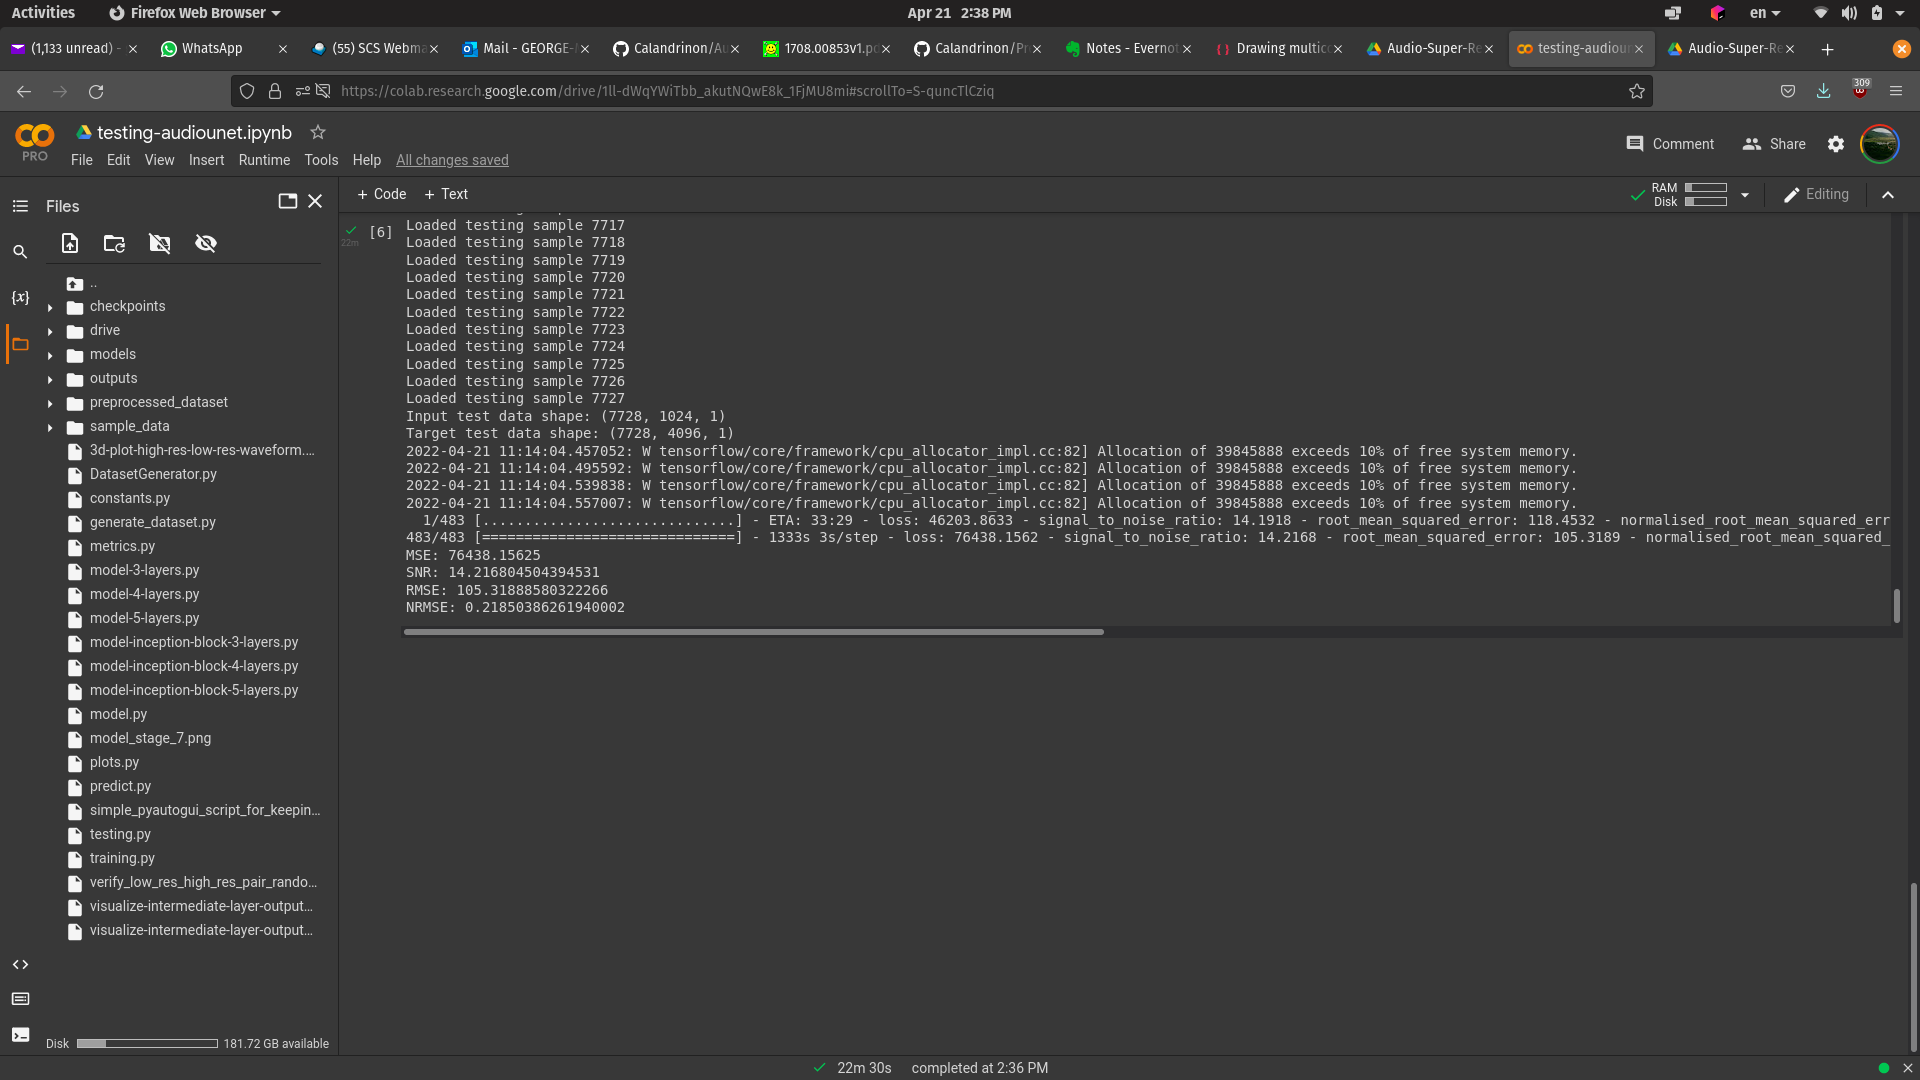 Activities Firefox Web Browser Apr 21 2:38 PM en
(1,133 unread) - WhatsApp (55) SCS Webma Mail - GEORGE- Calandrinon/Au 1708.00853v1.pd Calandrinon/Pr Notes - Evernot Drawing multico Audio-Super-Re testing-audioun Audio-Super-Re
https://colab.research.google.com/drive/1ll-dWqYWiTbb_akutNQwE8k_1FjMU8mi#scrollTo=S-quncTlCziq 309
PRO testing-audiounet.ipynb
File Edit View Insert Runtime Tools Help All changes saved Comment Share
Files + Code + Text RAM Disk Editing
..
checkpoints
drive
models
outputs
preprocessed_dataset
sample_data
3d-plot-high-res-low-res-waveform....
DatasetGenerator.py
constants.py
generate_dataset.py
metrics.py
model-3-layers.py
model-4-layers.py
model-5-layers.py
model-inception-block-3-layers.py
model-inception-block-4-layers.py
model-inception-block-5-layers.py
model.py
model_stage_7.png
plots.py
predict.py
simple_pyautogui_script_for_keepin...
testing.py
training.py
verify_low_res_high_res_pair_rando...
visualize-intermediate-layer-output...
visualize-intermediate-layer-output...
Disk 181.72 GB available
22m [6]
Loaded testing sample 7717
Loaded testing sample 7718
Loaded testing sample 7719
Loaded testing sample 7720
Loaded testing sample 7721
Loaded testing sample 7722
Loaded testing sample 7723
Loaded testing sample 7724
Loaded testing sample 7725
Loaded testing sample 7726
Loaded testing sample 7727
Input test data shape: (7728, 1024, 1)
Target test data shape: (7728, 4096, 1)
2022-04-21 11:14:04.457052: W tensorflow/core/framework/cpu_allocator_impl.cc:82] Allocation of 39845888 exceeds 10% of free system memory.
2022-04-21 11:14:04.495592: W tensorflow/core/framework/cpu_allocator_impl.cc:82] Allocation of 39845888 exceeds 10% of free system memory.
2022-04-21 11:14:04.539838: W tensorflow/core/framework/cpu_allocator_impl.cc:82] Allocation of 39845888 exceeds 10% of free system memory.
2022-04-21 11:14:04.557007: W tensorflow/core/framework/cpu_allocator_impl.cc:82] Allocation of 39845888 exceeds 10% of free system memory.
1/483 [..............................] - ETA: 33:29 - loss: 46203.8633 - signal_to_noise_ratio: 14.1918 - root_mean_squared_error: 118.4532 - normalised_root_mean_squared_err
483/483 [==============================] - 1333s 3s/step - loss: 76438.1562 - signal_to_noise_ratio: 14.2168 - root_mean_squared_error: 105.3189 - normalised_root_mean_squared_
MSE: 76438.15625
SNR: 14.216804504394531
RMSE: 105.31888580322266
NRMSE: 0.21850386261940002
22m 30s completed at 2:36 PM